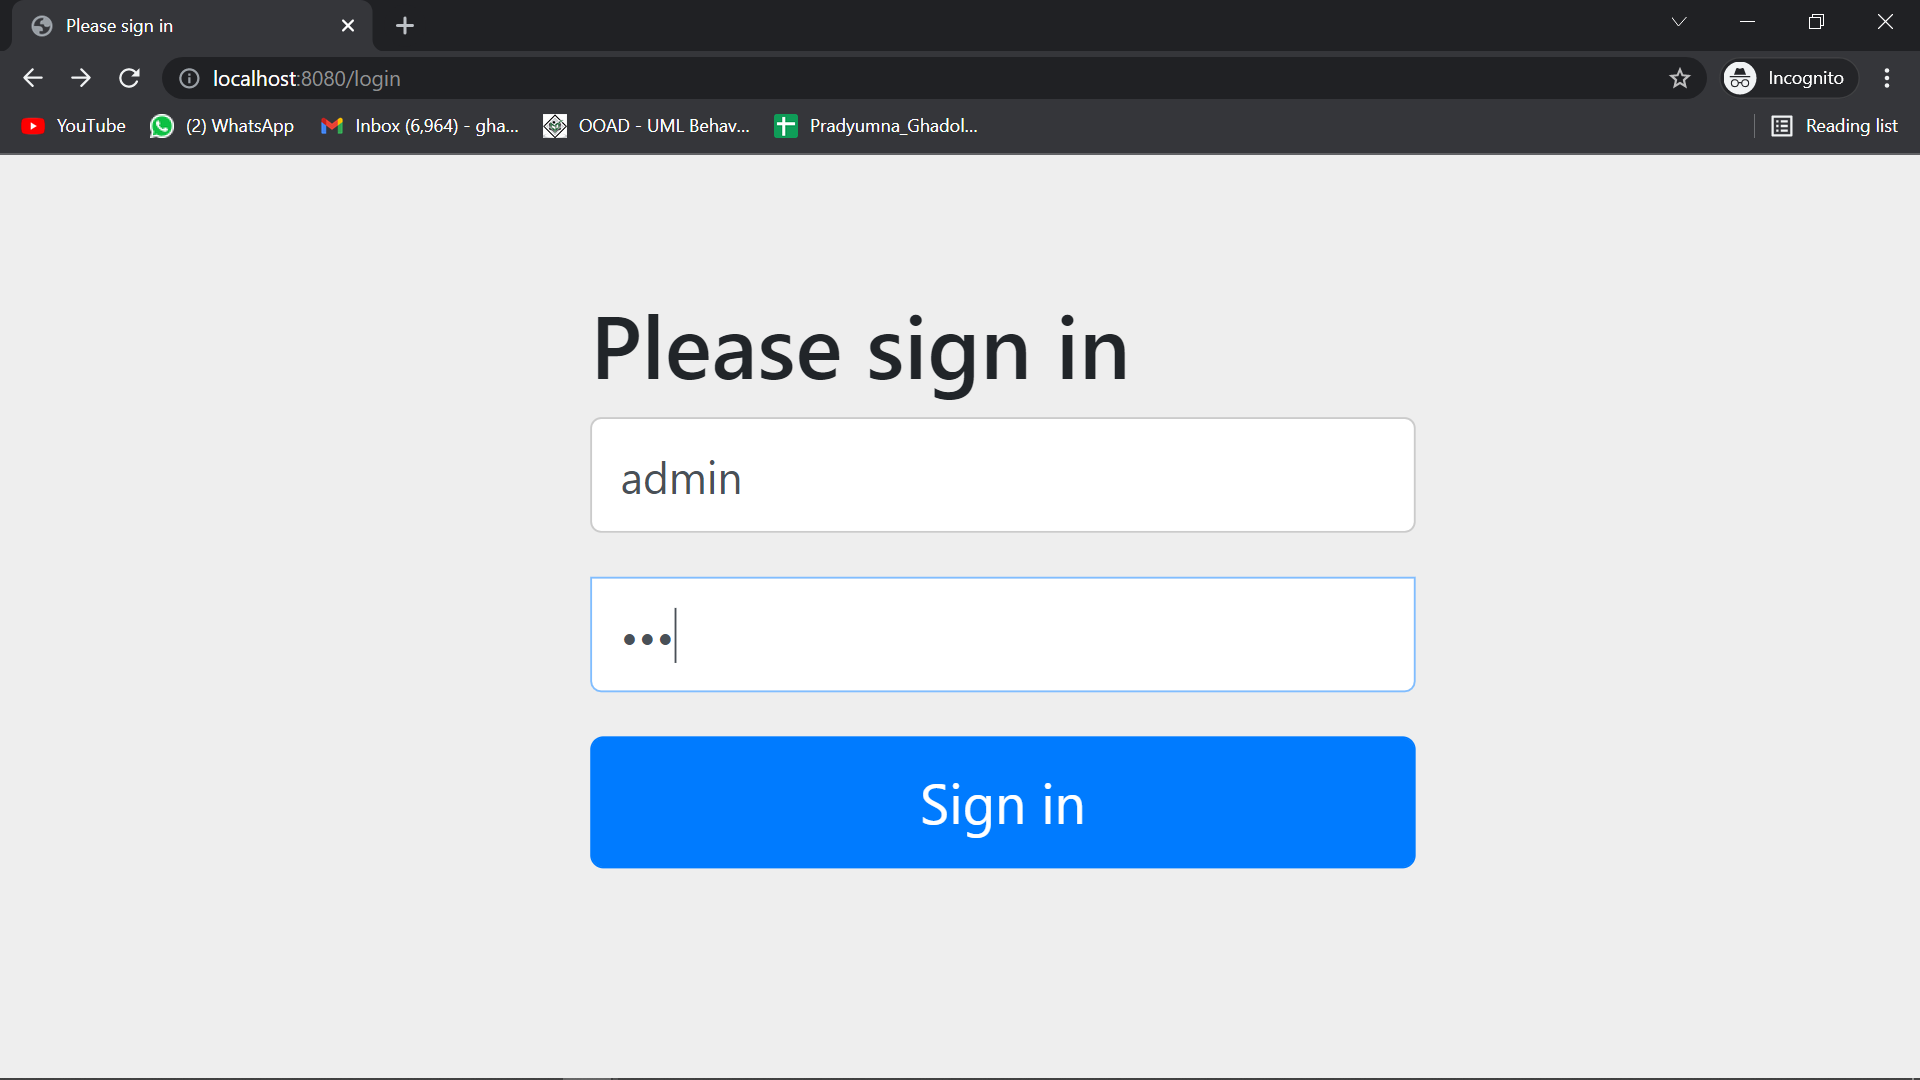 Please sign in
localhost:8080/login
Incognito
YouTube (2) WhatsApp Inbox (6,964) - gha... OOAD - UML Behav... Pradyumna_Ghadol... Reading list
Please sign in
admin
•••
Sign in